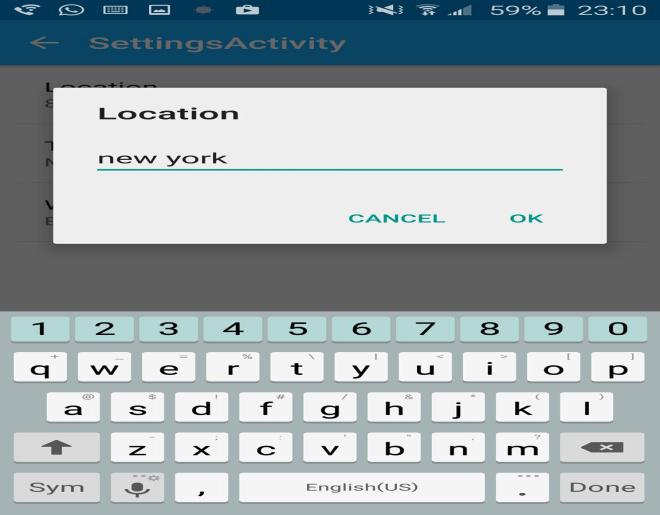 59% 23:10
SettingsActivity
Location
Location
new york
CANCEL OK
1 2 3 4 5 6 7 8 9 0
q w e r t y u i o p
a s d f g h j k l
z x c v b n m
Sym , English(US) . Done